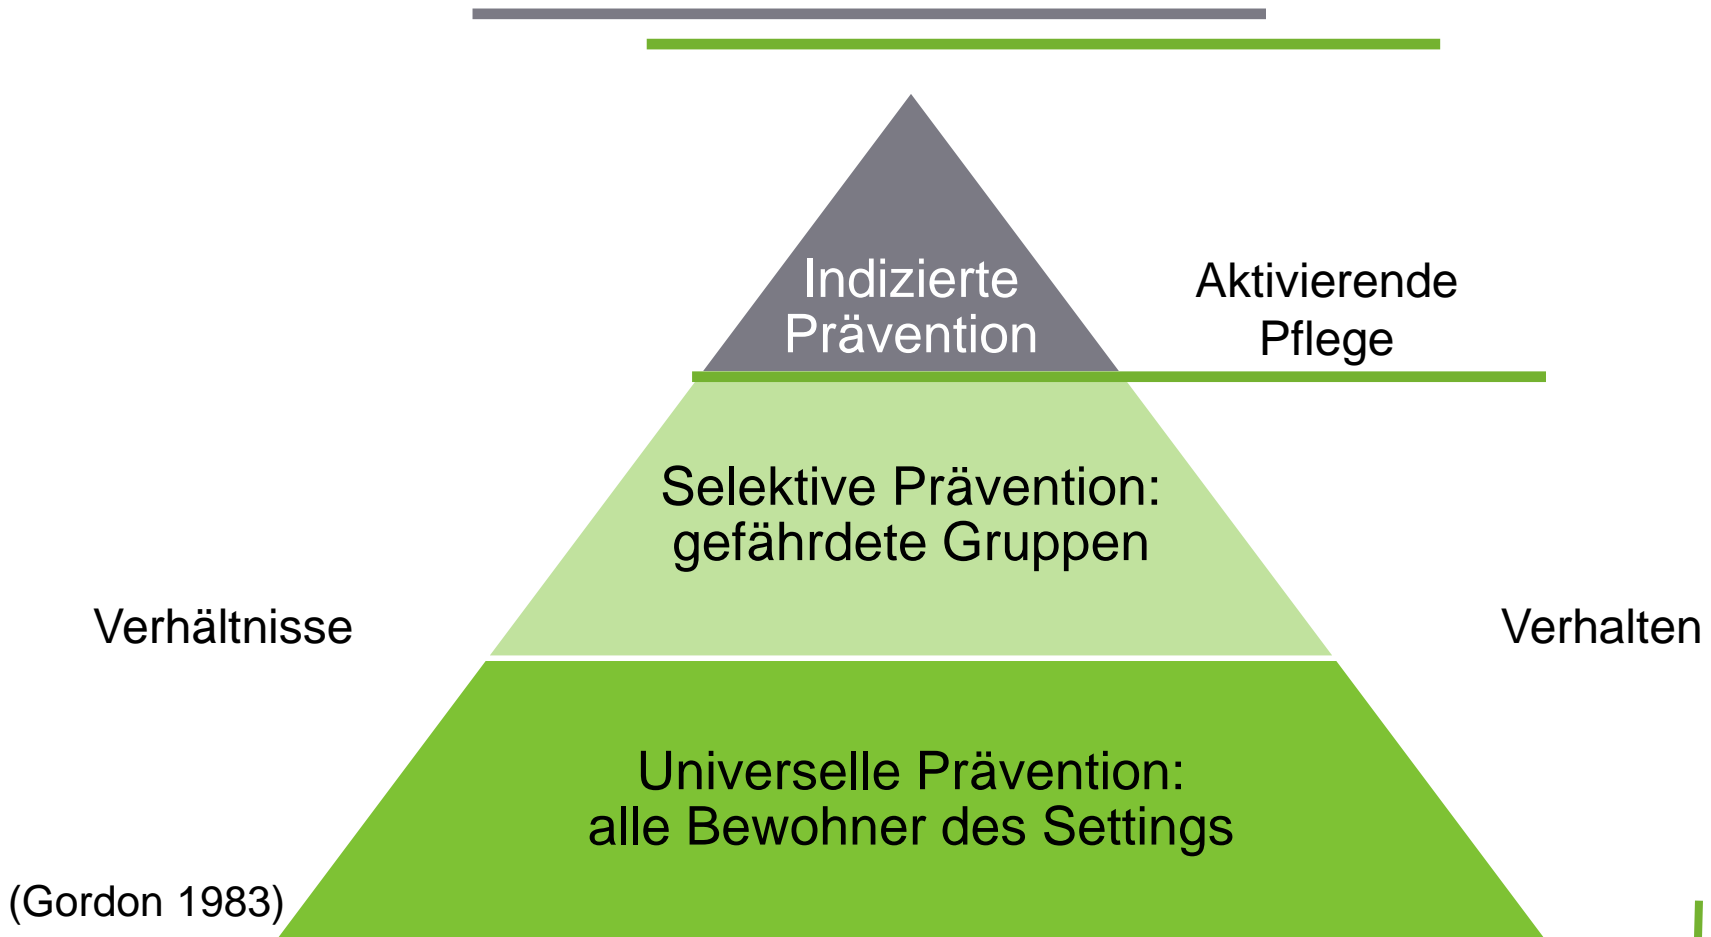 Indizierte
Prävention
Aktivierende
Pflege
Selektive Prävention:
gefährdete Gruppen
Verhältnisse
Verhalten
Universelle Prävention:
alle Bewohner des Settings
(Gordon 1983)